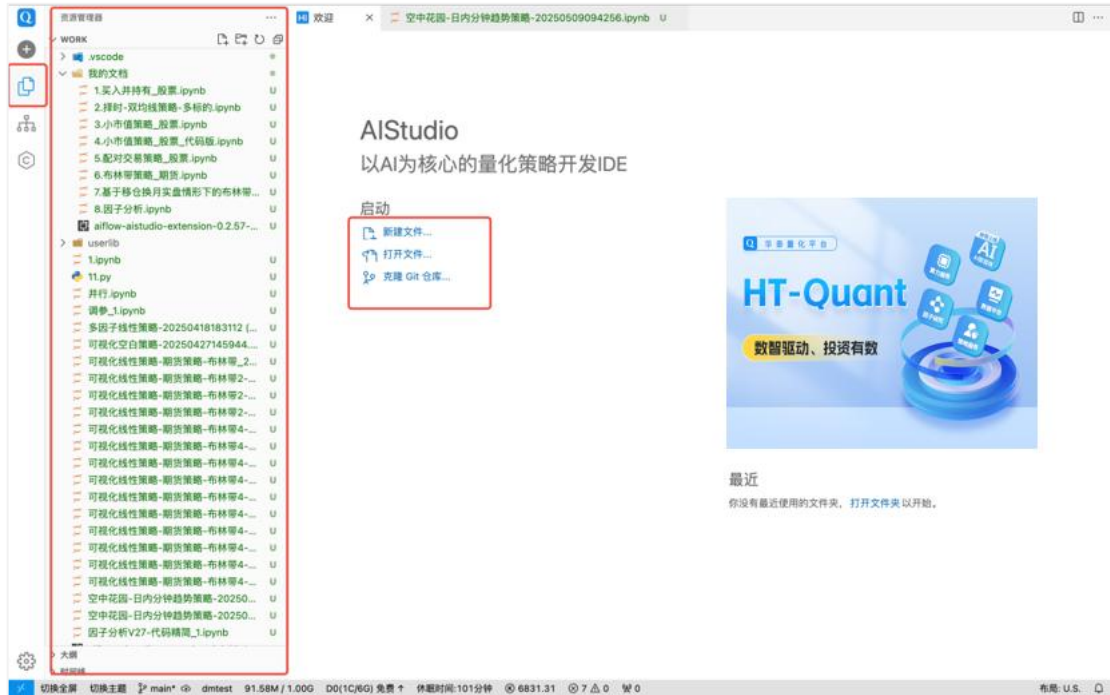 资源管理器
欢迎
空中花园-日内分钟趋势策略-20250509094256.ipynb U
WORK
.vscode
我的文档
1.买入并持有_股票.ipynb U
2.择时-双均线策略-多标的.ipynb U
3.小市值策略_股票.ipynb U
4.小市值策略_股票_代码版.ipynb U
5.配对交易策略_股票.ipynb U
6.布林带策略_期货.ipynb U
7.基于移仓换月实盘情形下的布林带... U
8.因子分析.ipynb U
aiflow-aistudio-extension-0.2.57-... U
userlib
1.ipynb U
11.py U
并行.ipynb U
调参_1.ipynb U
多因子线性策略-20250418183112 (... U
可视化空白策略-20250427145944.... U
可视化线性策略-期货策略-布林带_2... U
可视化线性策略-期货策略-布林带2-... U
可视化线性策略-期货策略-布林带2-... U
可视化线性策略-期货策略-布林带2-... U
可视化线性策略-期货策略-布林带4-... U
可视化线性策略-期货策略-布林带4-... U
可视化线性策略-期货策略-布林带4-... U
可视化线性策略-期货策略-布林带4-... U
可视化线性策略-期货策略-布林带4-... U
可视化线性策略-期货策略-布林带4-... U
可视化线性策略-期货策略-布林带4-... U
可视化线性策略-期货策略-布林带4-... U
可视化线性策略-期货策略-布林带4-... U
可视化线性策略-期货策略-布林带4-... U
空中花园-日内分钟趋势策略-20250... U
空中花园-日内分钟趋势策略-20250... U
因子分析V27-代码精简_1.ipynb U
大纲
AIStudio
以AI为核心的量化策略开发IDE
启动
新建文件...
打开文件...
克隆 Git 仓库...
华泰量化平台
HT-Quant
数智驱动、投资有数
AI
最近
你没有最近使用的文件夹，打开文件夹以开始。
切换全屏 切换主题 main* dmtest 91.58M / 1.00G D0(1C/6G) 免费 休眠时间:101分钟 6831.31 7 0 0 布局: U.S.